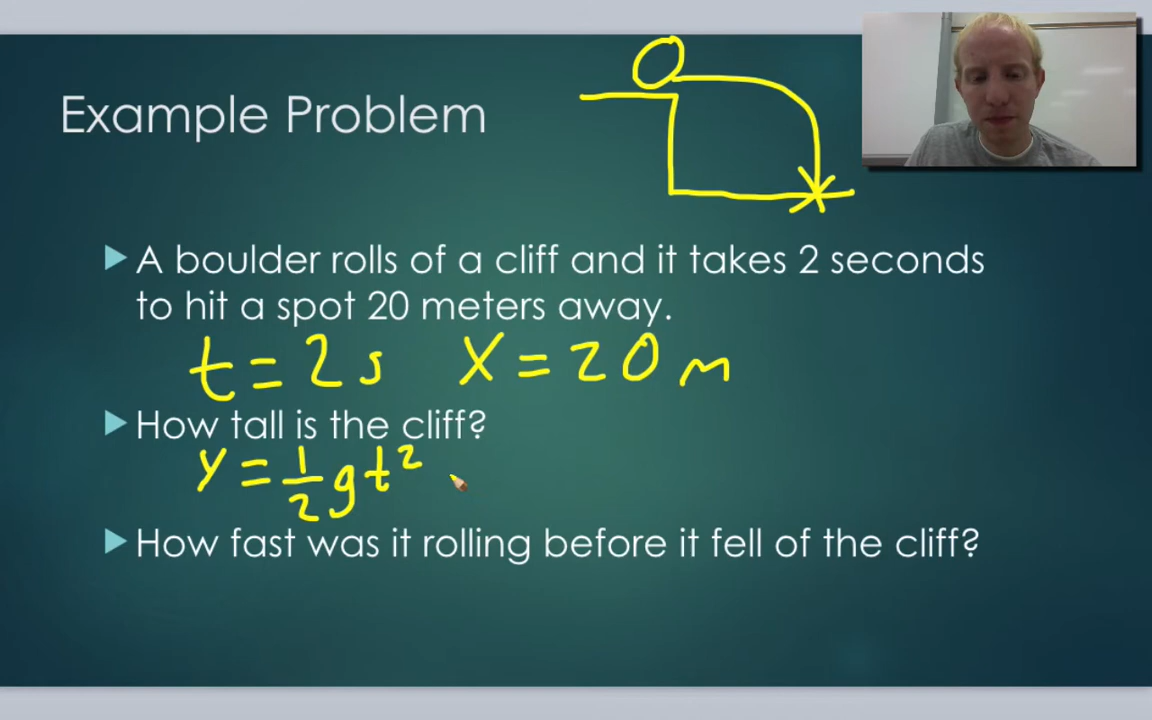 Example Problem
A boulder rolls of a cliff and it takes 2 seconds
to hit a spot 20 meters away.
t = 2 s x = 20 m
How tall is the cliff?
y = 1/2 gt²
How fast was it rolling before it fell of the cliff?